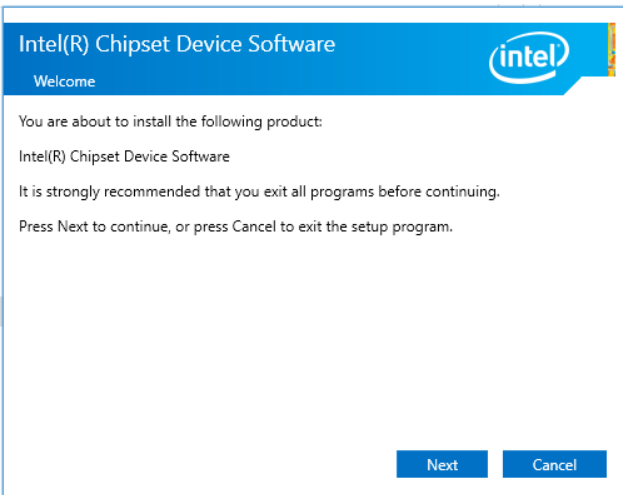 Intel(R) Chipset Device Software
intel
Welcome
You are about to install the following product:
Intel(R) Chipset Device Software
It is strongly recommended that you exit all programs before continuing.
Press Next to continue, or press Cancel to exit the setup program.
Next
Cancel